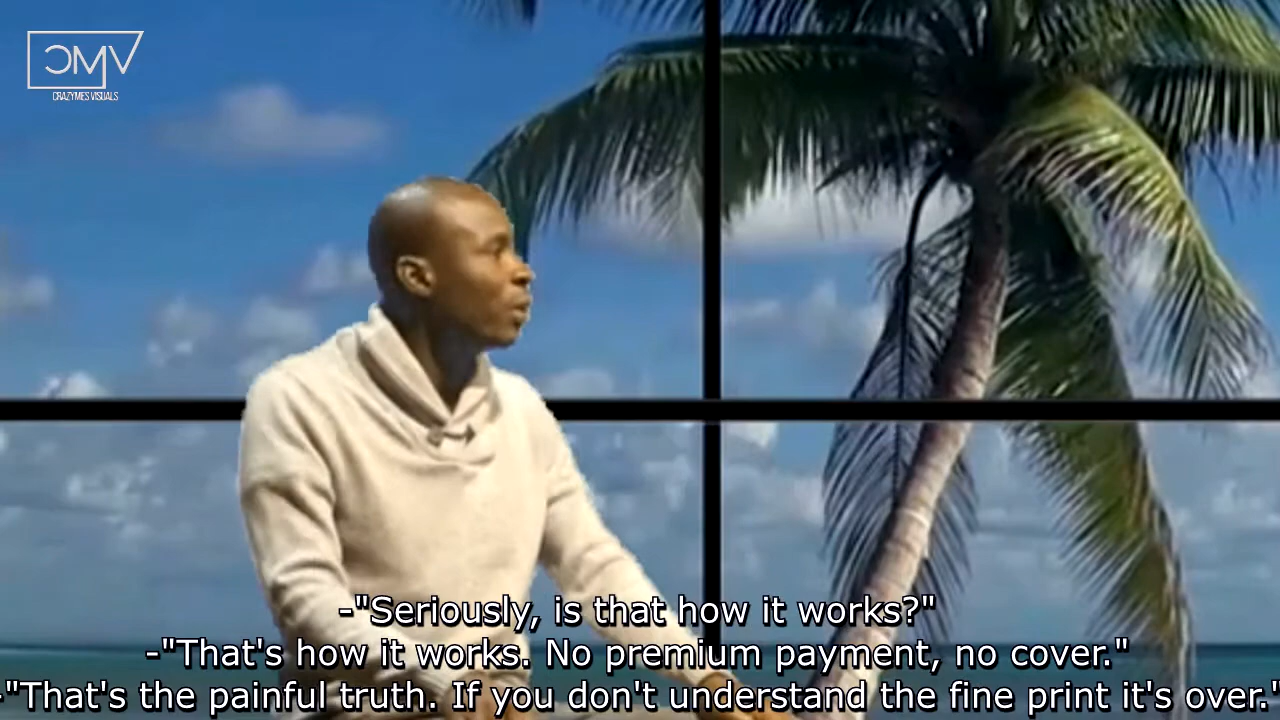 CMV
CRAZYMES VISUALS
-"Seriously, is that how it works?"
-"That's how it works. No premium payment, no cover."
-"That's the painful truth. If you don't understand the fine print it's over."